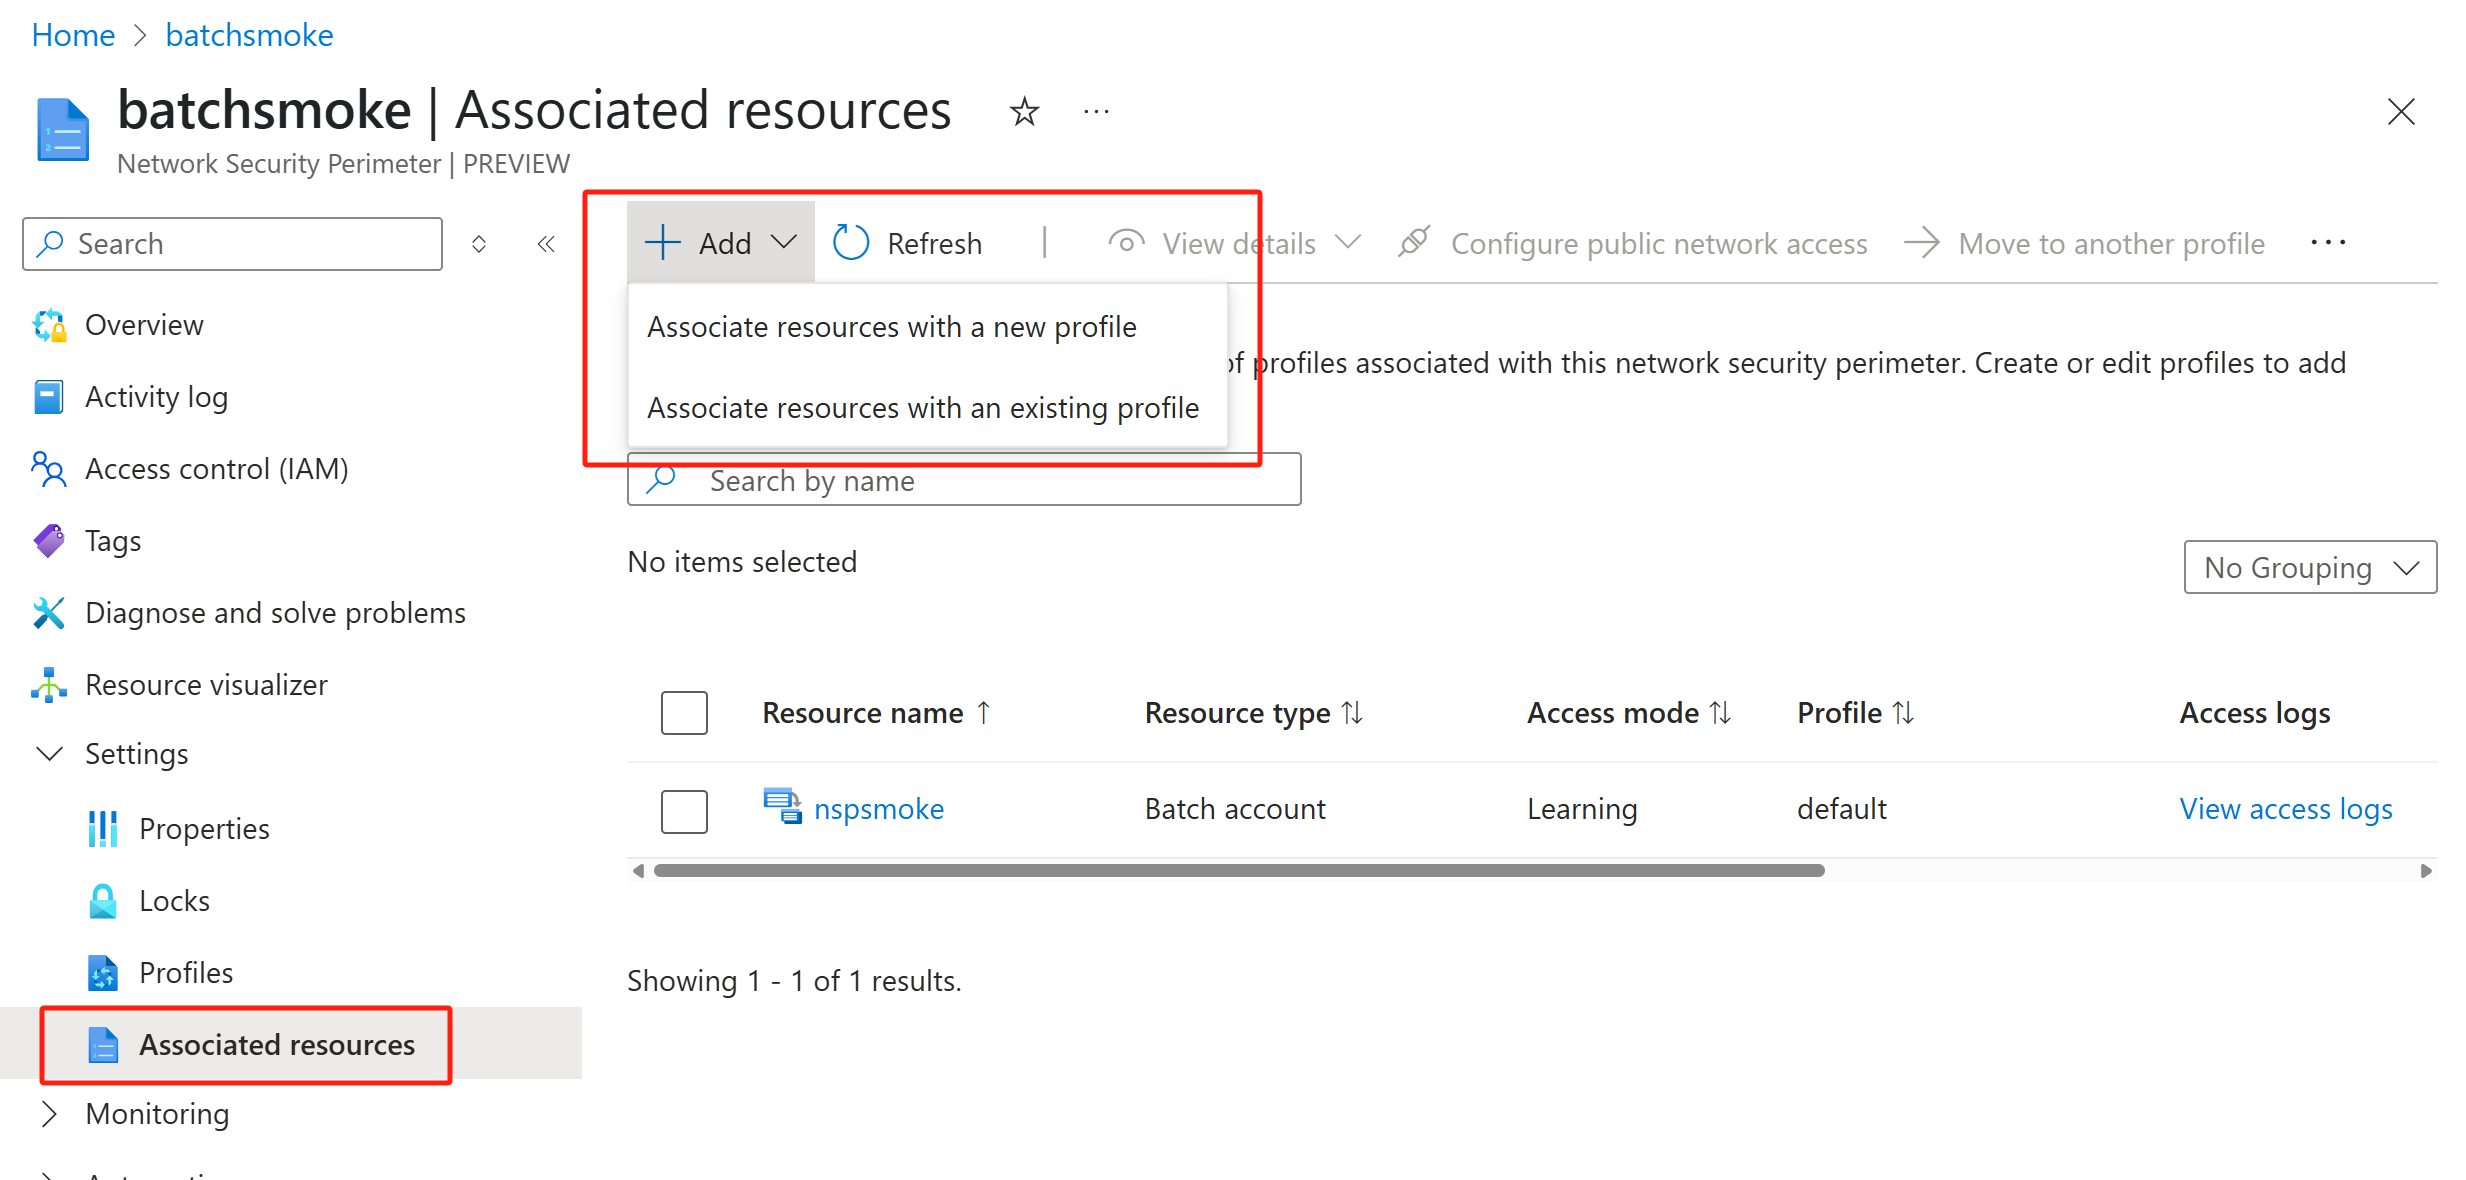 Home > batchsmoke
batchsmoke | Associated resources
Network Security Perimeter | PREVIEW
Search
Overview
Activity log
Access control (IAM)
Tags
Diagnose and solve problems
Resource visualizer
Settings
Properties
Locks
Profiles
Associated resources
Monitoring
Add
Refresh
View details
Configure public network access
Move to another profile
Associate resources with a new profile
Associate resources with an existing profile
of profiles associated with this network security perimeter. Create or edit profiles to add
Search by name
No items selected
No Grouping
Resource name ↑ Resource type ↑↓ Access mode ↑↓ Profile ↑↓ Access logs
nspsmoke Batch account Learning default View access logs
Showing 1 - 1 of 1 results.